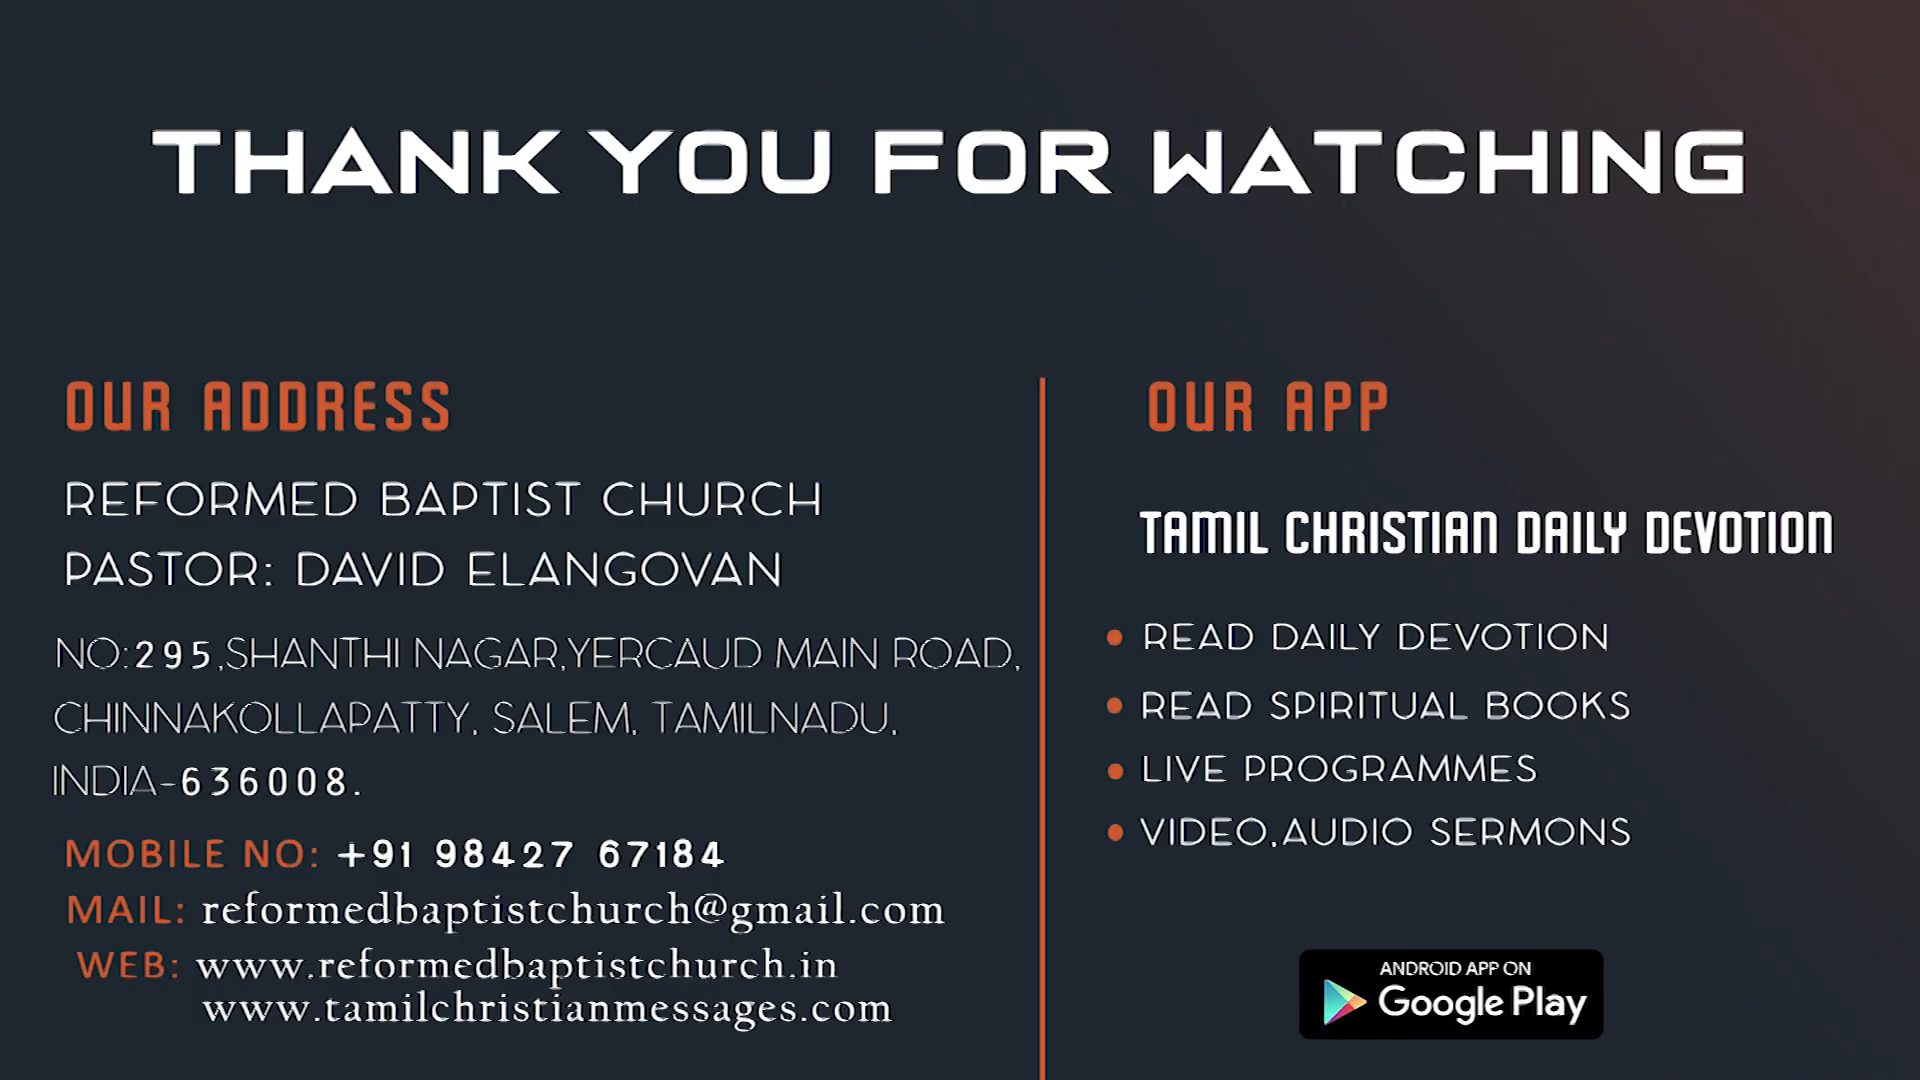 THANK YOU FOR WATCHING
OUR ADDRESS
REFORMED BAPTIST CHURCH
PASTOR: DAVID ELANGOVAN
NO:295,SHANTHI NAGAR,YERCAUD MAIN ROAD,
CHINNAKOLLAPATTY, SALEM, TAMILNADU,
INDIA-636008.
MOBILE NO: +91 98427 67184
MAIL: reformedbaptistchurch@gmail.com
WEB: www.reformedbaptistchurch.in
www.tamilchristianmessages.com
OUR APP
TAMIL CHRISTIAN DAILY DEVOTION
• READ DAILY DEVOTION
• READ SPIRITUAL BOOKS
• LIVE PROGRAMMES
• VIDEO,AUDIO SERMONS
ANDROID APP ON
Google Play